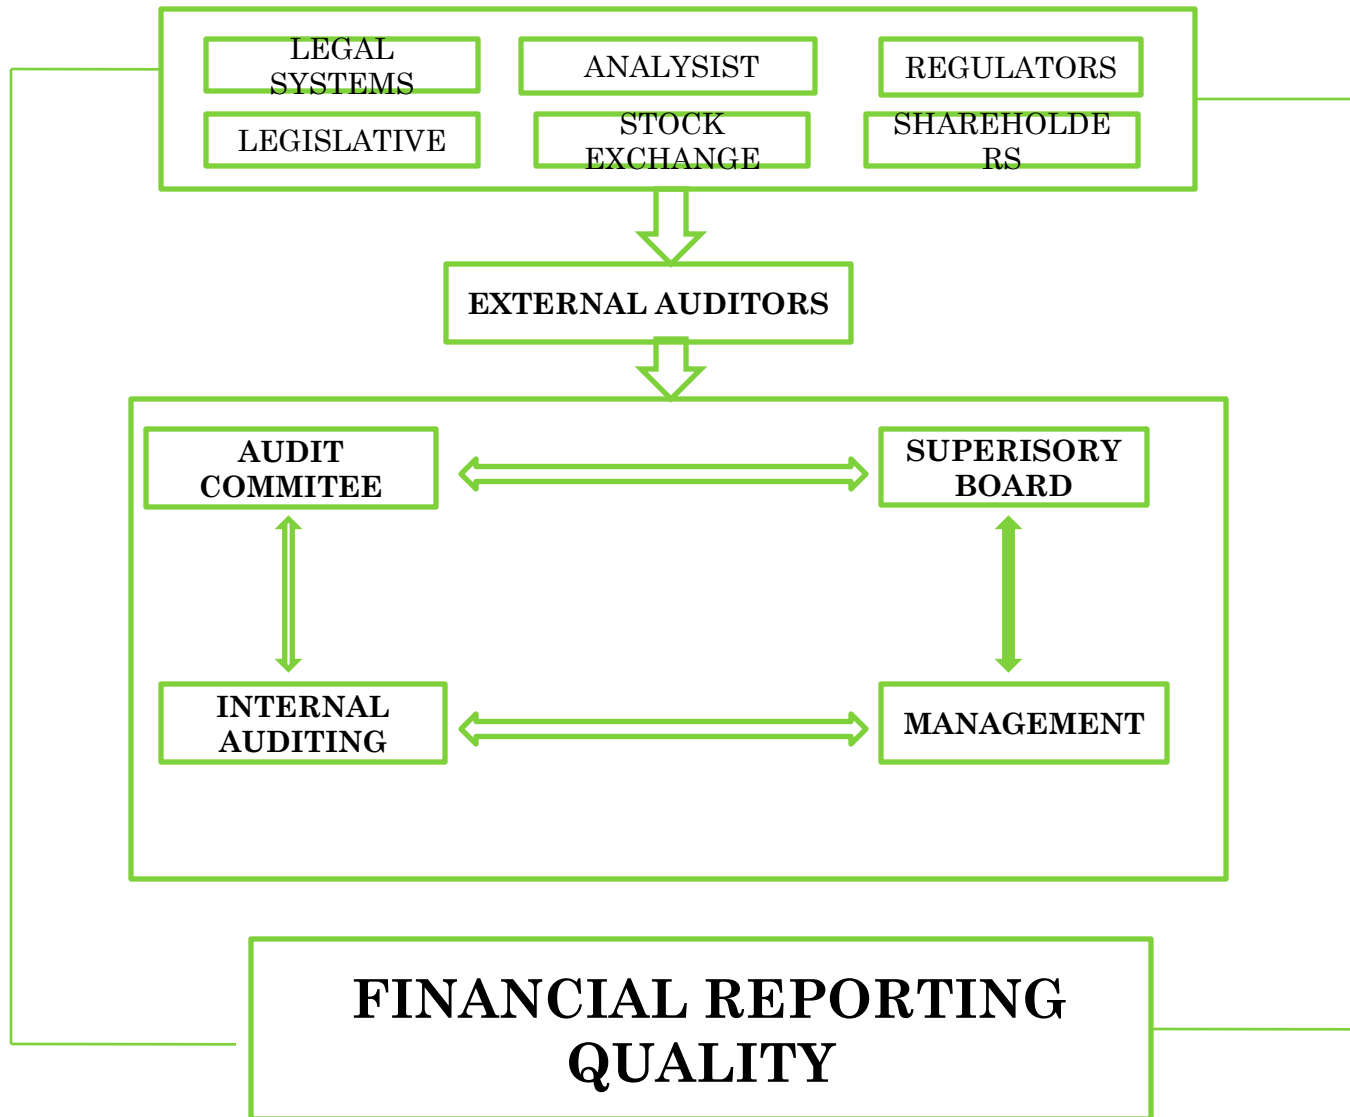 LEGAL
SYSTEMS
ANALYSIST
REGULATORS
LEGISLATIVE
STOCK
EXCHANGE
SHAREHOLDE
RS
EXTERNAL AUDITORS
AUDIT
COMMITEE
SUPERISORY
BOARD
INTERNAL
AUDITING
MANAGEMENT
FINANCIAL REPORTING
QUALITY